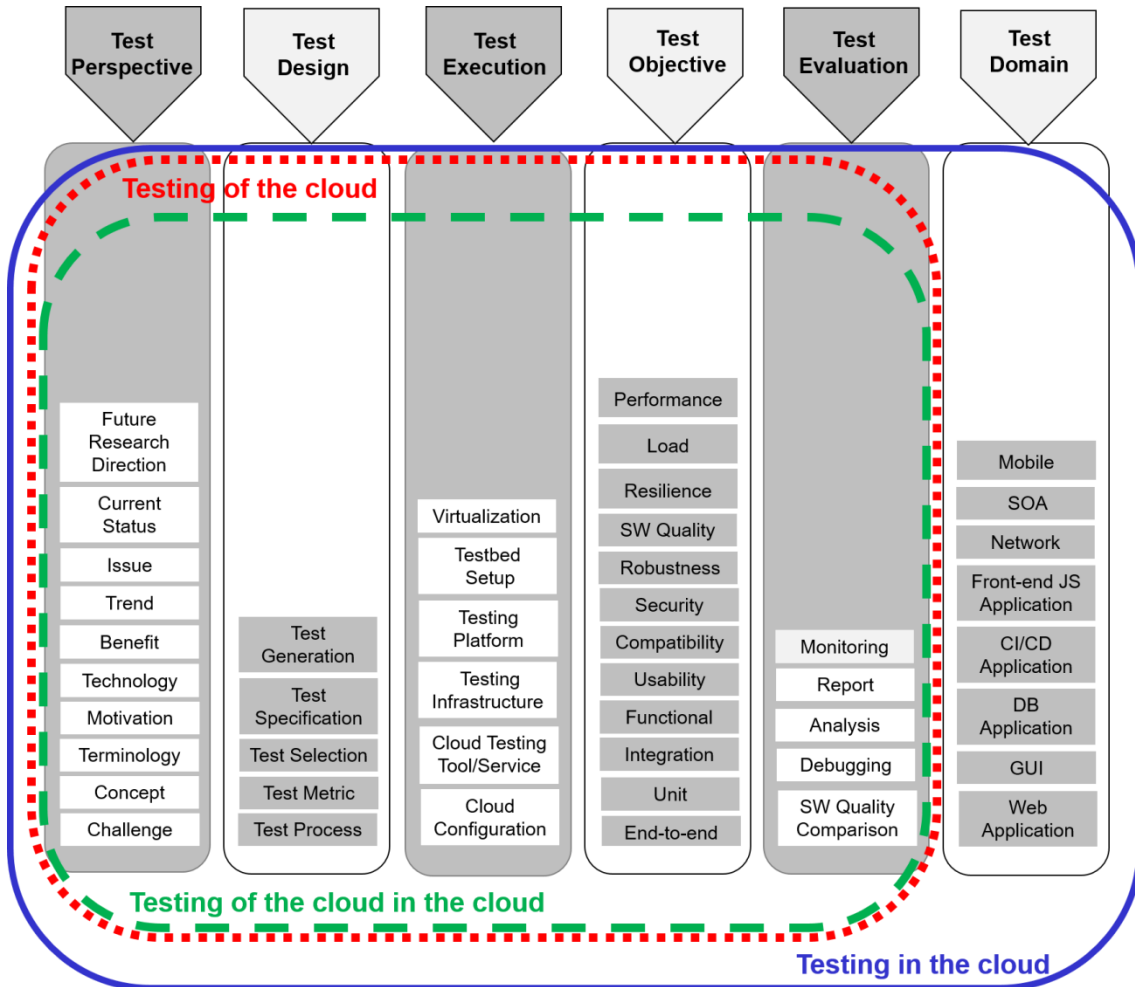 Test
Perspective
Test
Design
Test
Execution
Test
Objective
Test
Evaluation
Test
Domain
Testing of the cloud
Future
Research
Direction
Current
Status
Issue
Trend
Benefit
Technology
Motivation
Terminology
Concept
Challenge
Test
Generation
Test
Specification
Test Selection
Test Metric
Test Process
Virtualization
Testbed
Setup
Testing
Platform
Testing
Infrastructure
Cloud Testing
Tool/Service
Cloud
Configuration
Performance
Load
Resilience
SW Quality
Robustness
Security
Compatibility
Usability
Functional
Integration
Unit
End-to-end
Monitoring
Report
Analysis
Debugging
SW Quality
Comparison
Mobile
SOA
Network
Front-end JS
Application
CI/CD
Application
DB
Application
GUI
Web
Application
Testing of the cloud in the cloud
Testing in the cloud